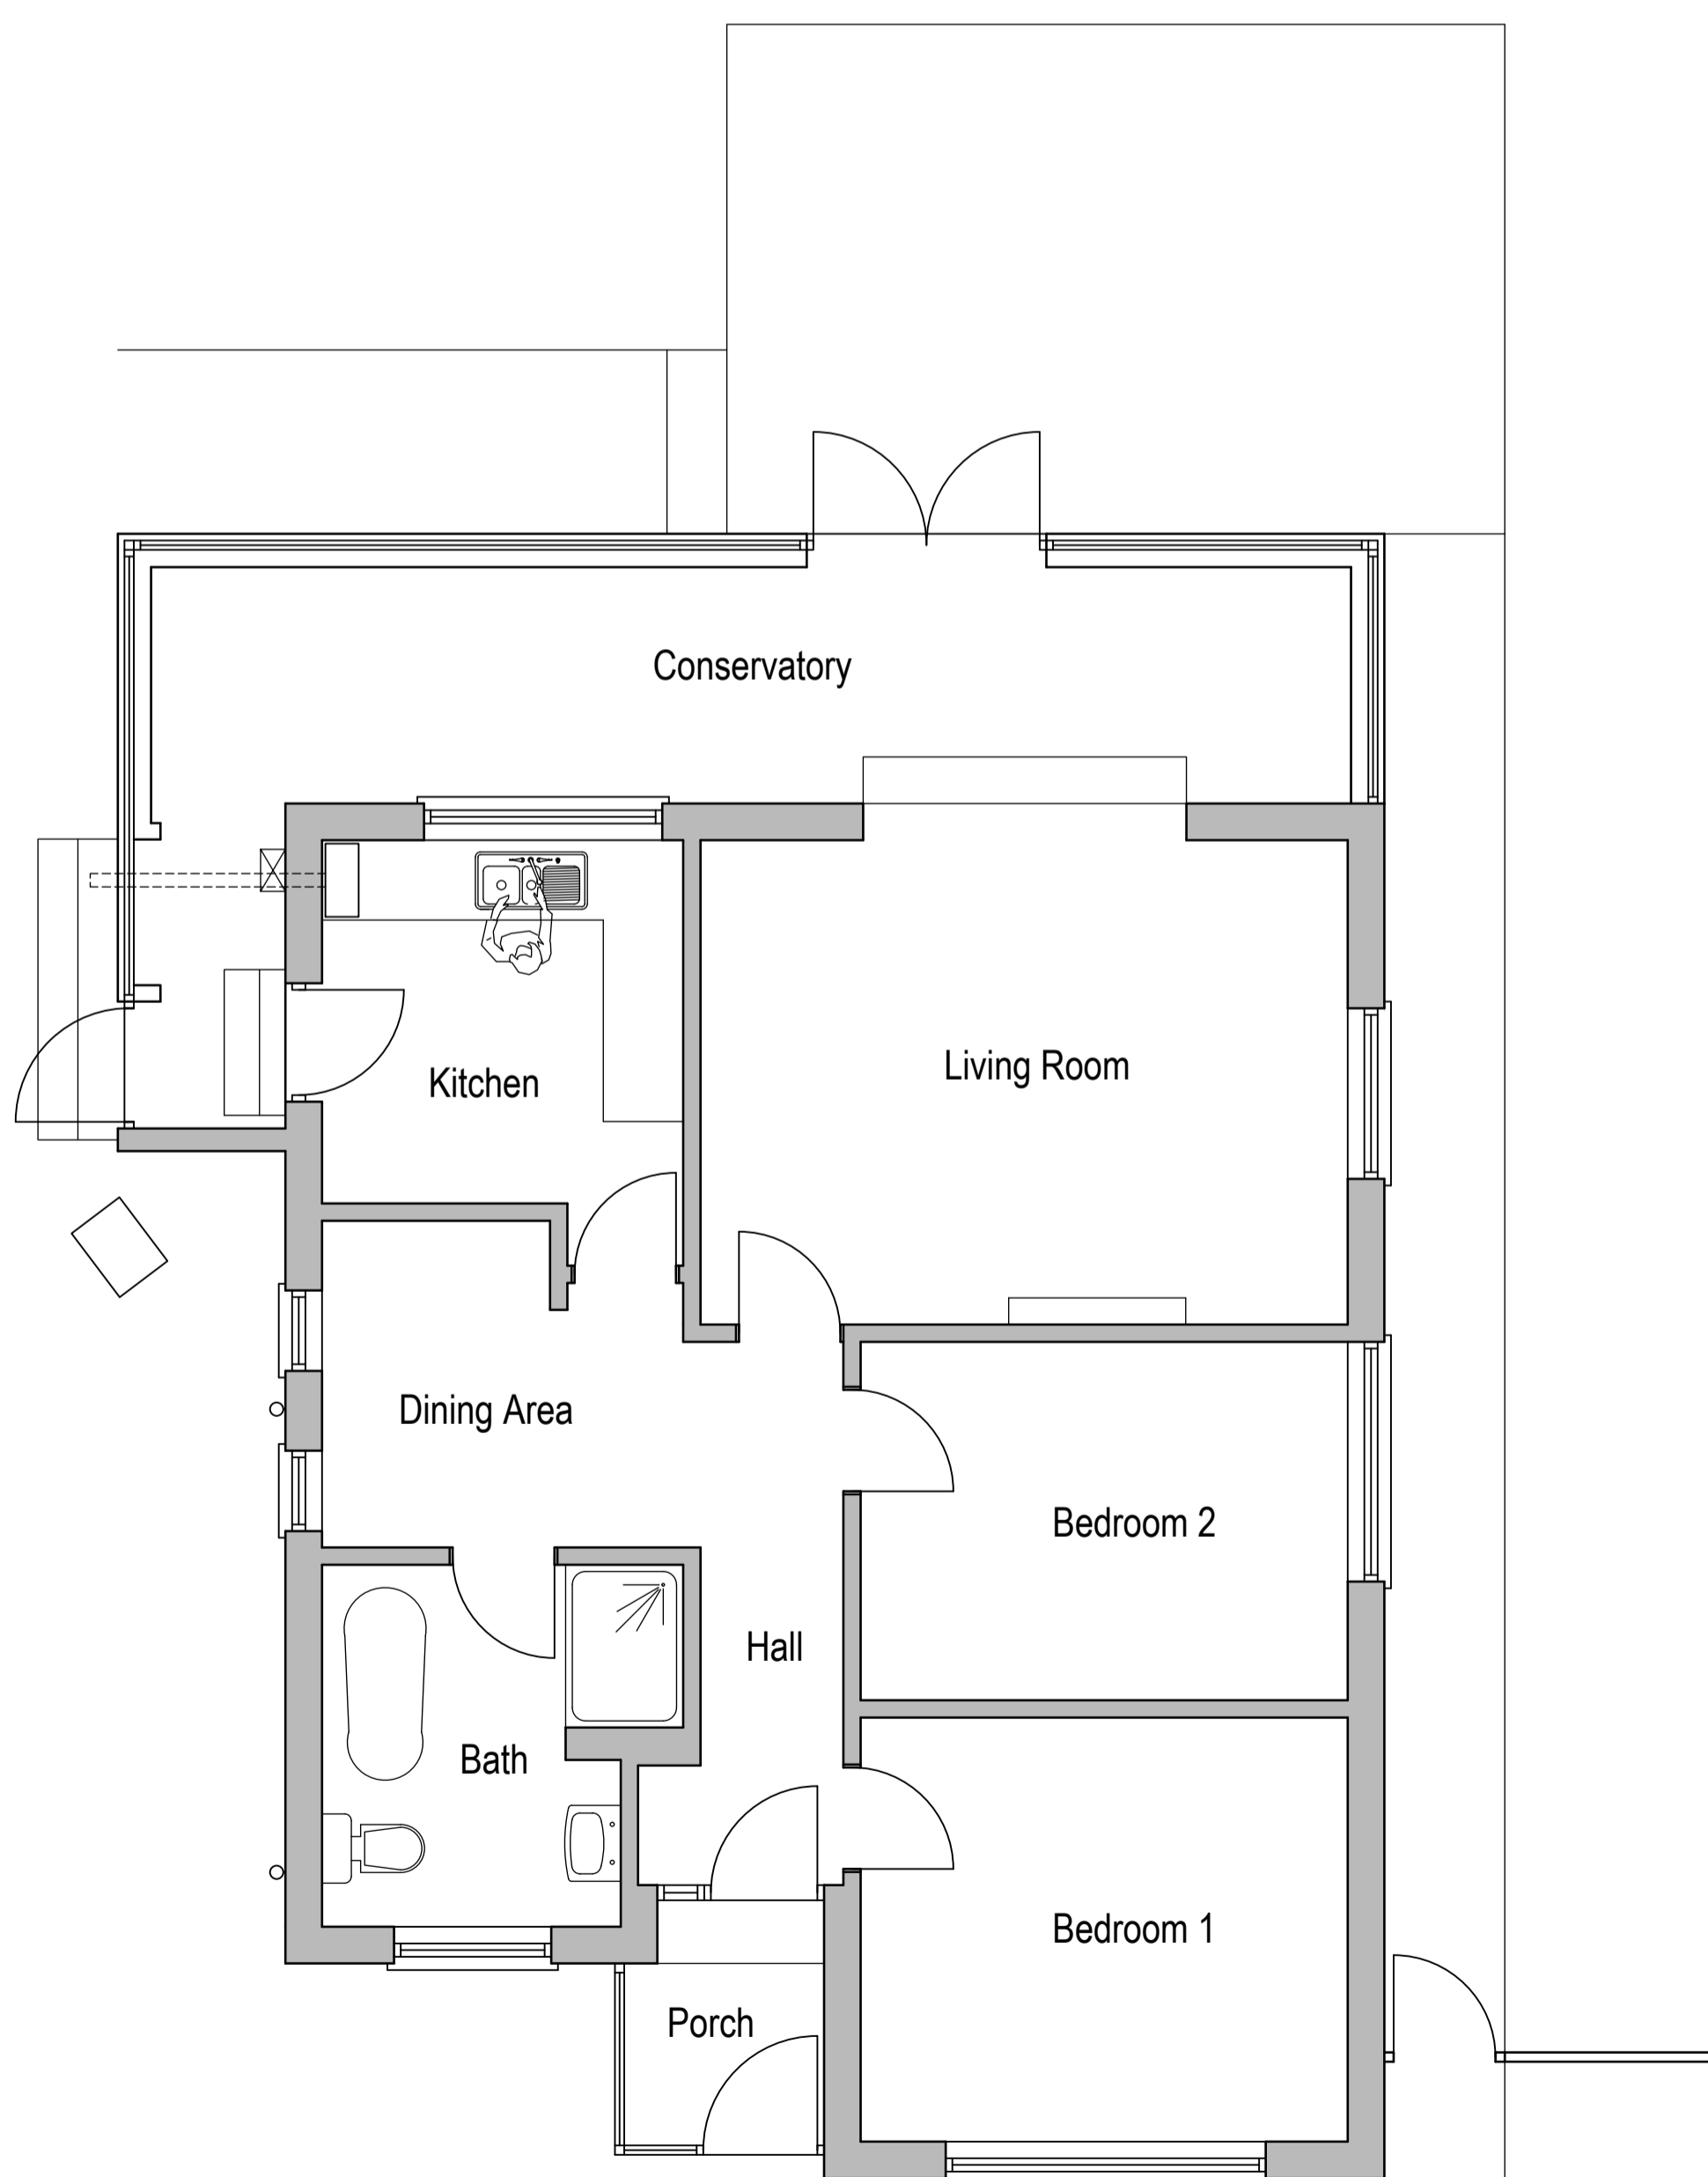 Conservatory
Living Room
Kitchen
Dining Area
Bedroom 2
Hall
Bath
Bedroom 1
Porch